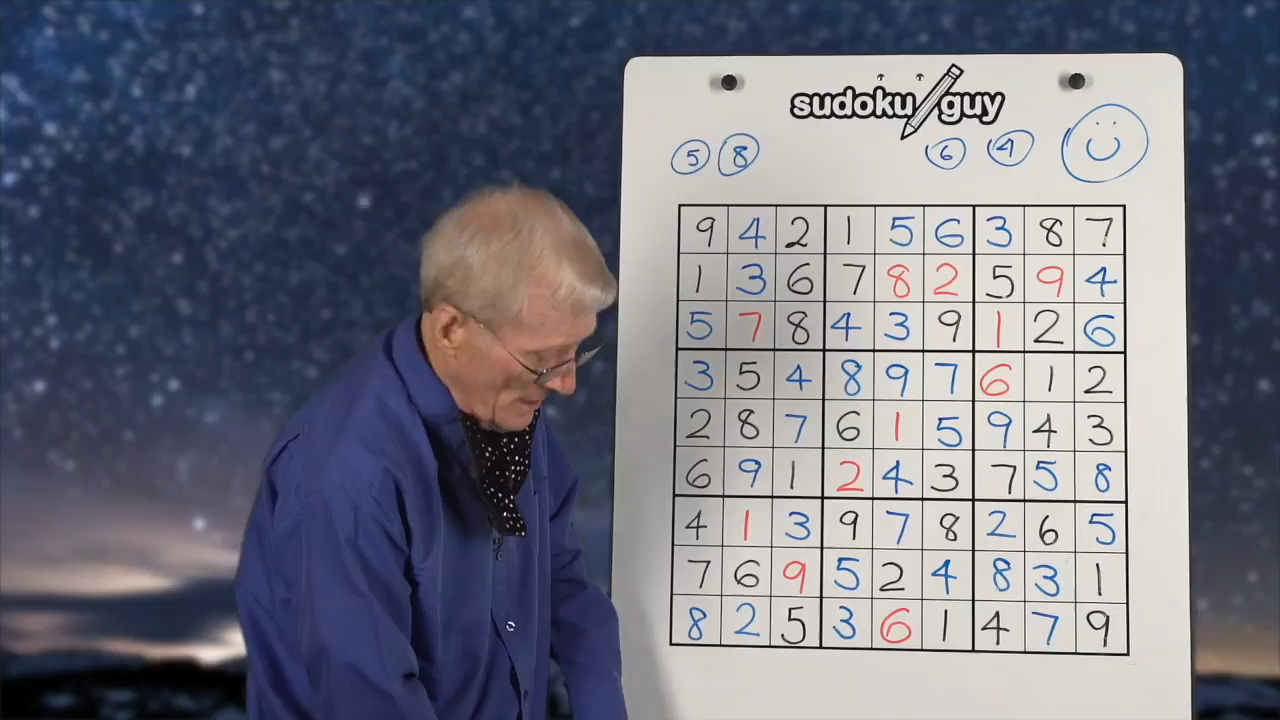 sudoku guy
5 8 6 4
9 4 2 1 5 6 3 8 7
1 3 6 7 8 2 5 9 4
5 7 8 4 3 9 1 2 6
3 5 4 8 9 7 6 1 2
2 8 7 6 1 5 9 4 3
6 9 1 2 4 3 7 5 8
4 1 3 9 7 8 2 6 5
7 6 9 5 2 4 8 3 1
8 2 5 3 6 1 4 7 9